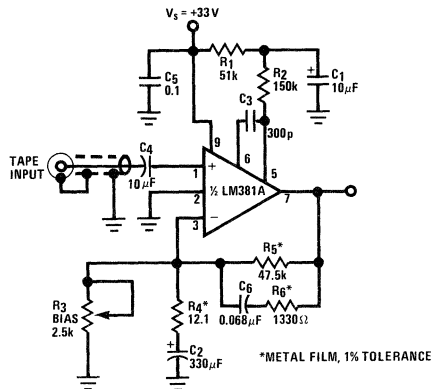 VS = +33V
R1
51k
R2
150k
C1
+
10μF
C5
0.1
C3
300p
TAPE
INPUT
C4
+
10μF
9
6
5
1
+
2
½ LM381A
7
3
−
R5*
47.5k
C6
0.068μF
R6*
1330Ω
R3
BIAS
2.5k
R4*
12.1
+
C2
330μF
*METAL FILM, 1% TOLERANCE